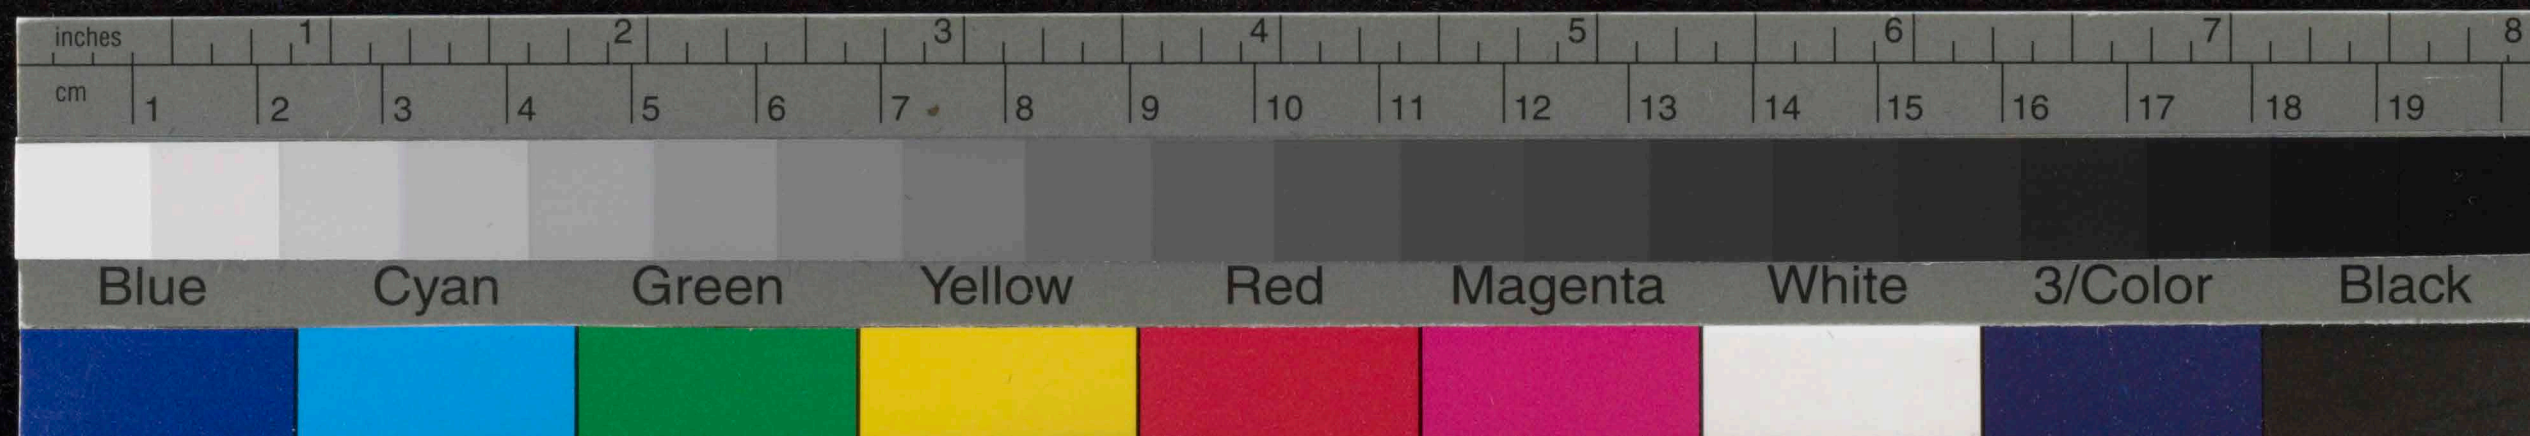 inches 1 2 3 4 5 6 7 8
cm 1 2 3 4 5 6 7 8 9 10 11 12 13 14 15 16 17 18 19
Blue Cyan Green Yellow Red Magenta White 3/Color Black